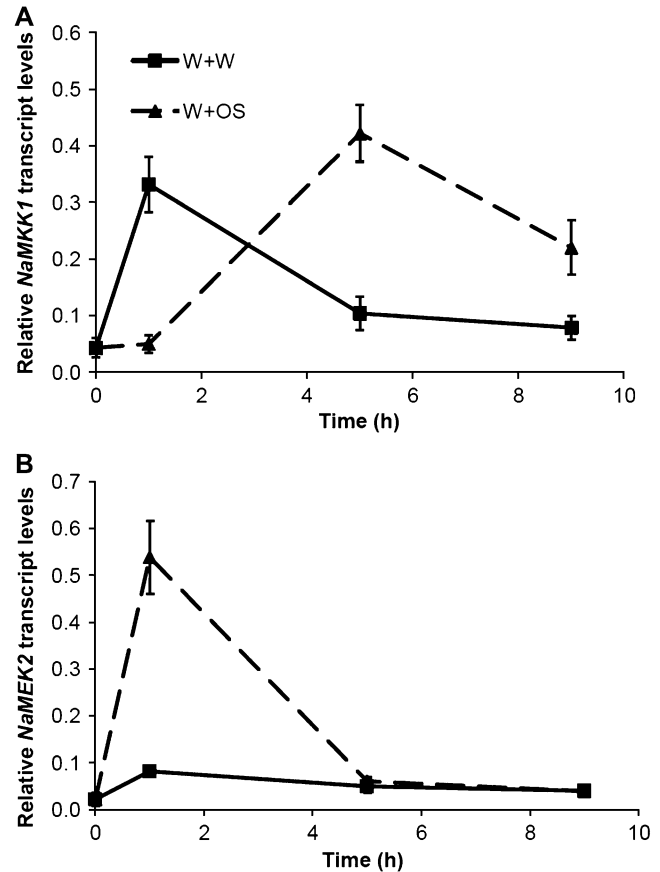 A
Relative NaMKK1 transcript levels
0.6
0.5
0.4
0.3
0.2
0.1
0.0
W+W
W+OS
0 2 4 6 8 10
Time (h)
B
Relative NaMEK2 transcript levels
0.7
0.6
0.5
0.4
0.3
0.2
0.1
0.0
0 2 4 6 8 10
Time (h)